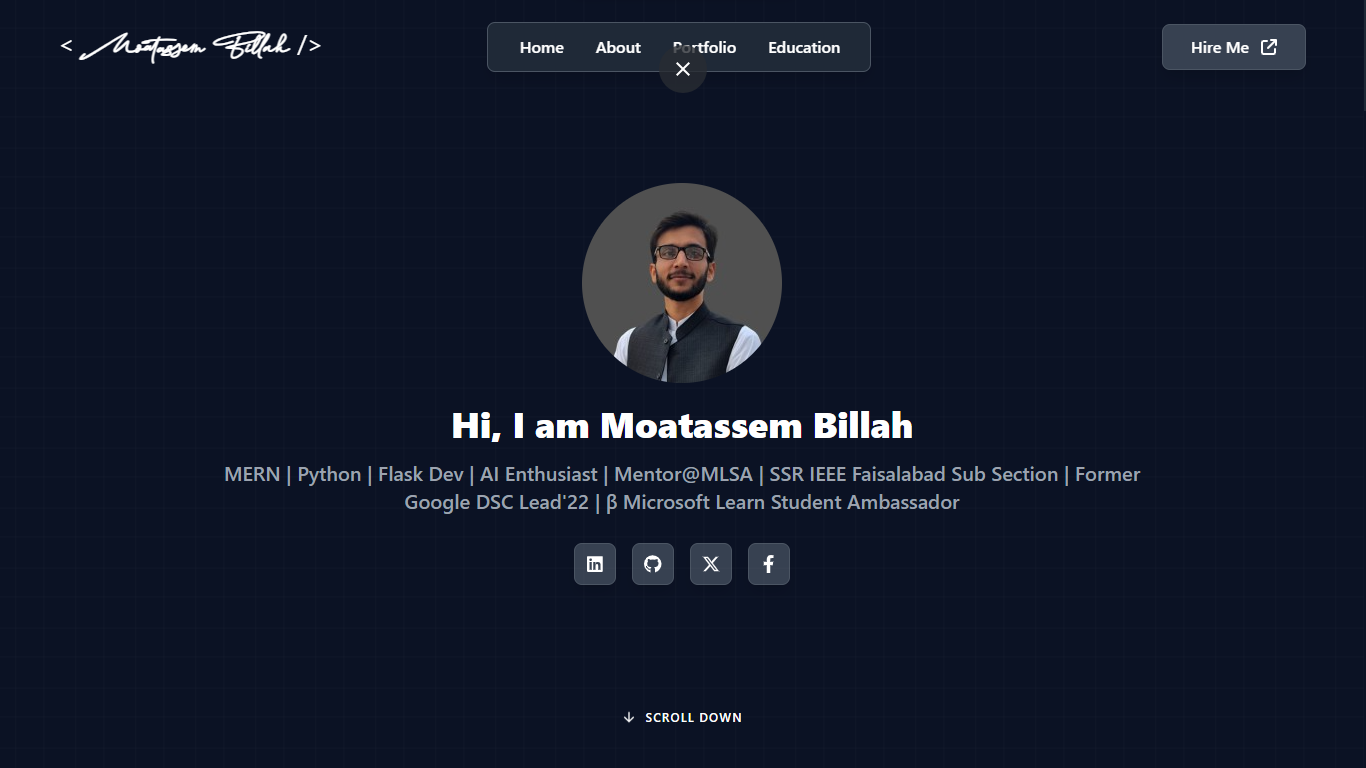 < Moatassem Billah />
Home About Portfolio Education
Hire Me
Hi, I am Moatassem Billah
MERN | Python | Flask Dev | AI Enthusiast | Mentor@MLSA | SSR IEEE Faisalabad Sub Section | Former
Google DSC Lead'22 | β Microsoft Learn Student Ambassador
SCROLL DOWN